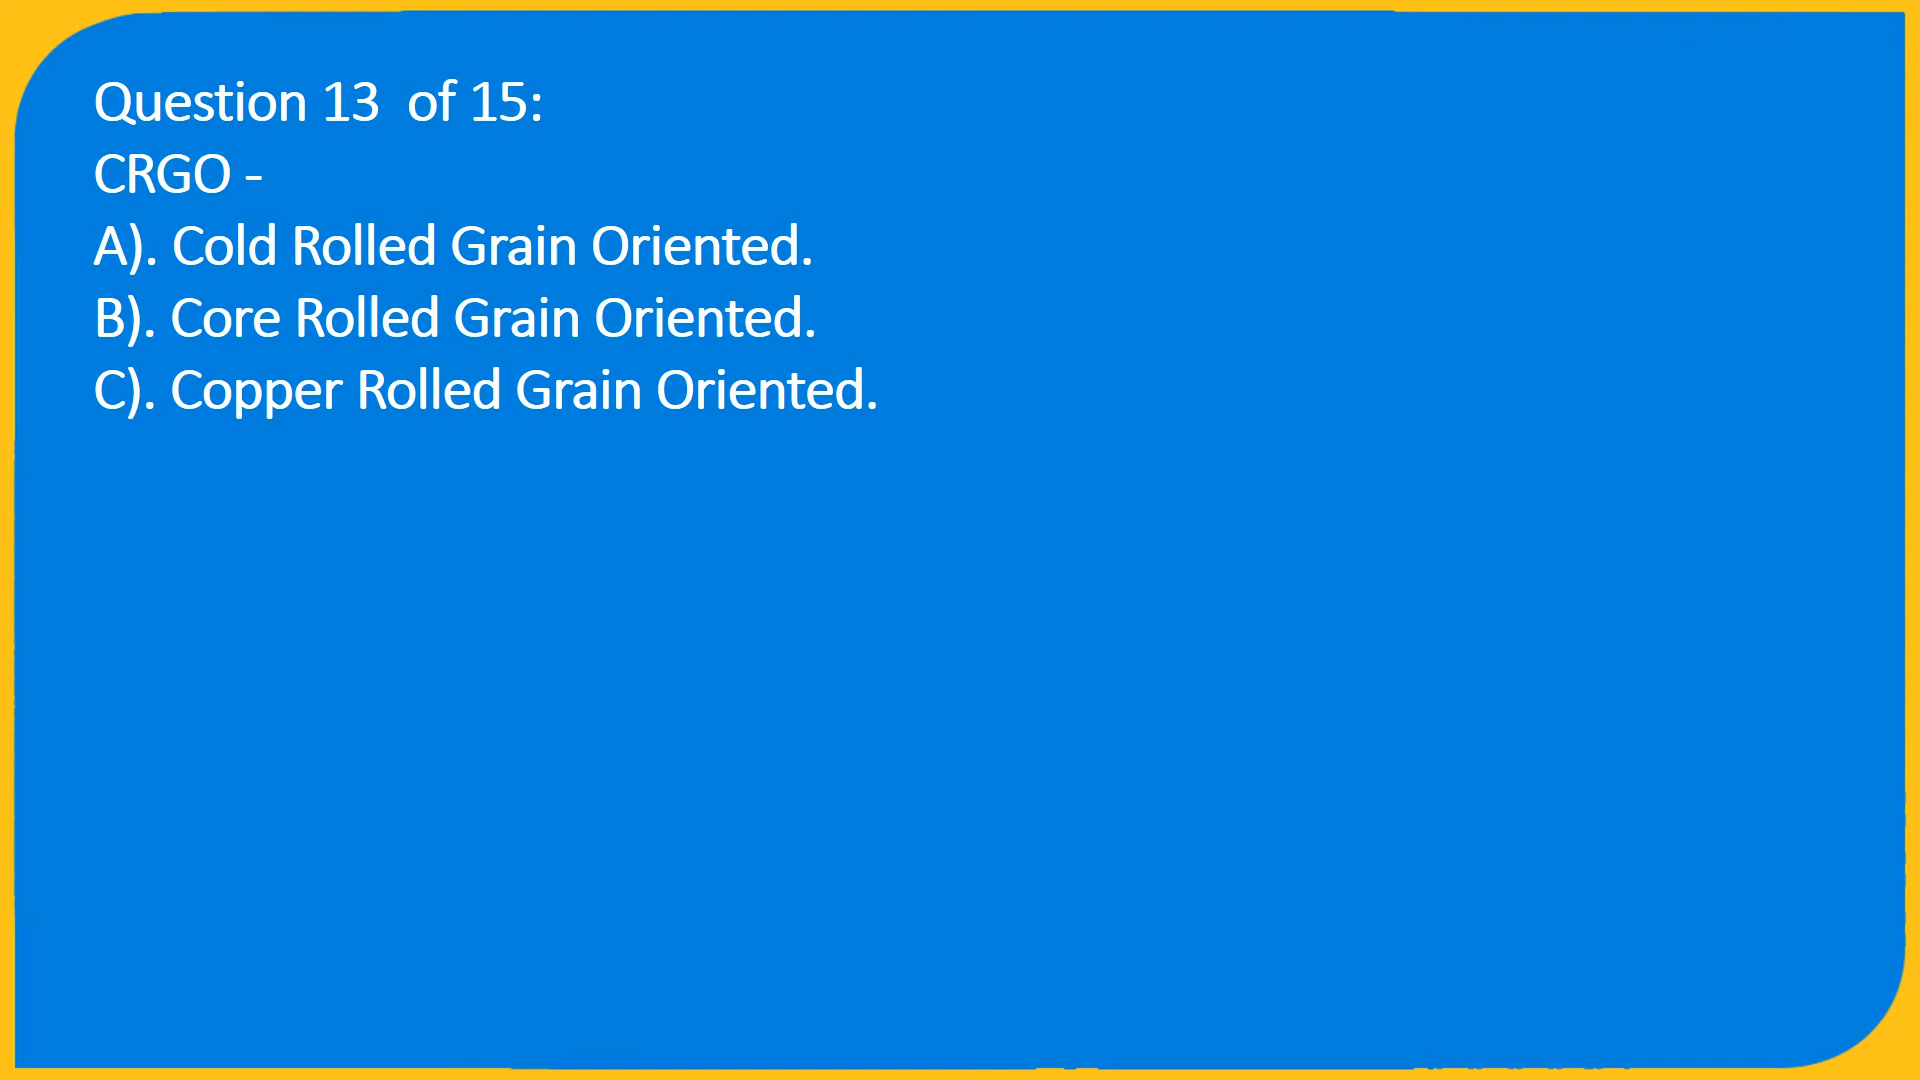 Question 13  of 15:
CRGO -
A). Cold Rolled Grain Oriented.
B). Core Rolled Grain Oriented.
C). Copper Rolled Grain Oriented.